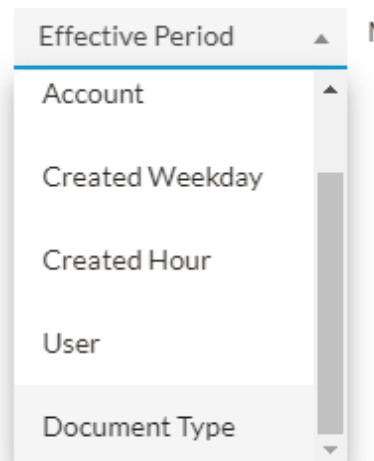 Effective Period
Account
Created Weekday
Created Hour
User
Document Type